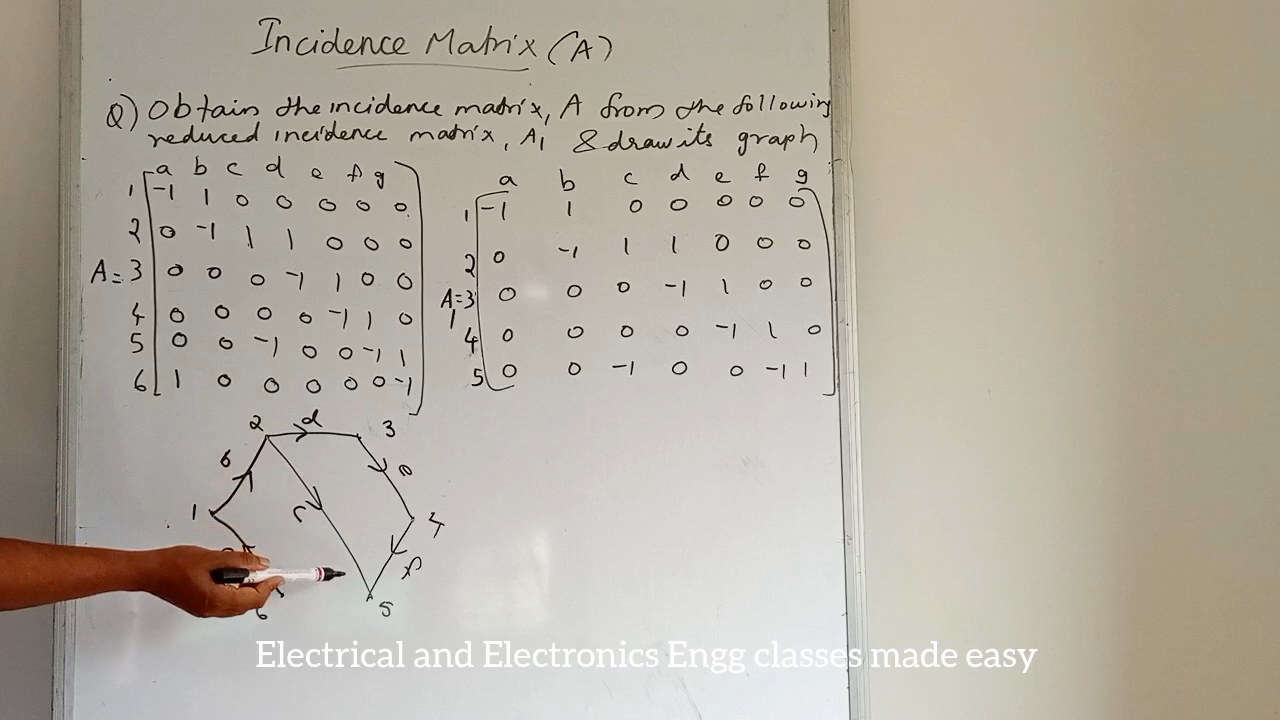 Incidence Matrix (A)
Q) Obtain the incidence matrix, A from the following
reduced incidence matrix, A1 & draw its graph
a b c d e f g
1 -1 1 0 0 0 0 0
2 0 -1 1 1 0 0 0
A= 3 0 0 0 -1 1 0 0
4 0 0 0 0 -1 1 0
5 0 0 -1 0 0 -1 1
6 1 0 0 0 0 0 -1
a b c d e f g
1 -1 1 0 0 0 0 0
2 0 -1 1 1 0 0 0
A1= 3 0 0 0 -1 1 0 0
4 0 0 0 0 -1 1 0
5 0 0 -1 0 0 -1 1
2 d 3
b e
1 c 4
f
6 5
Electrical and Electronics Engg classes made easy